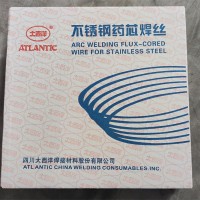 大西洋
ATLANTIC
不锈钢药芯焊丝
ARC WELDING FLUX-CORED
WIRE FOR STAINLESS STEEL
四川大西洋焊接材料股份有限公司
ATLANTIC CHINA WELDING CONSUMABLES, INC.